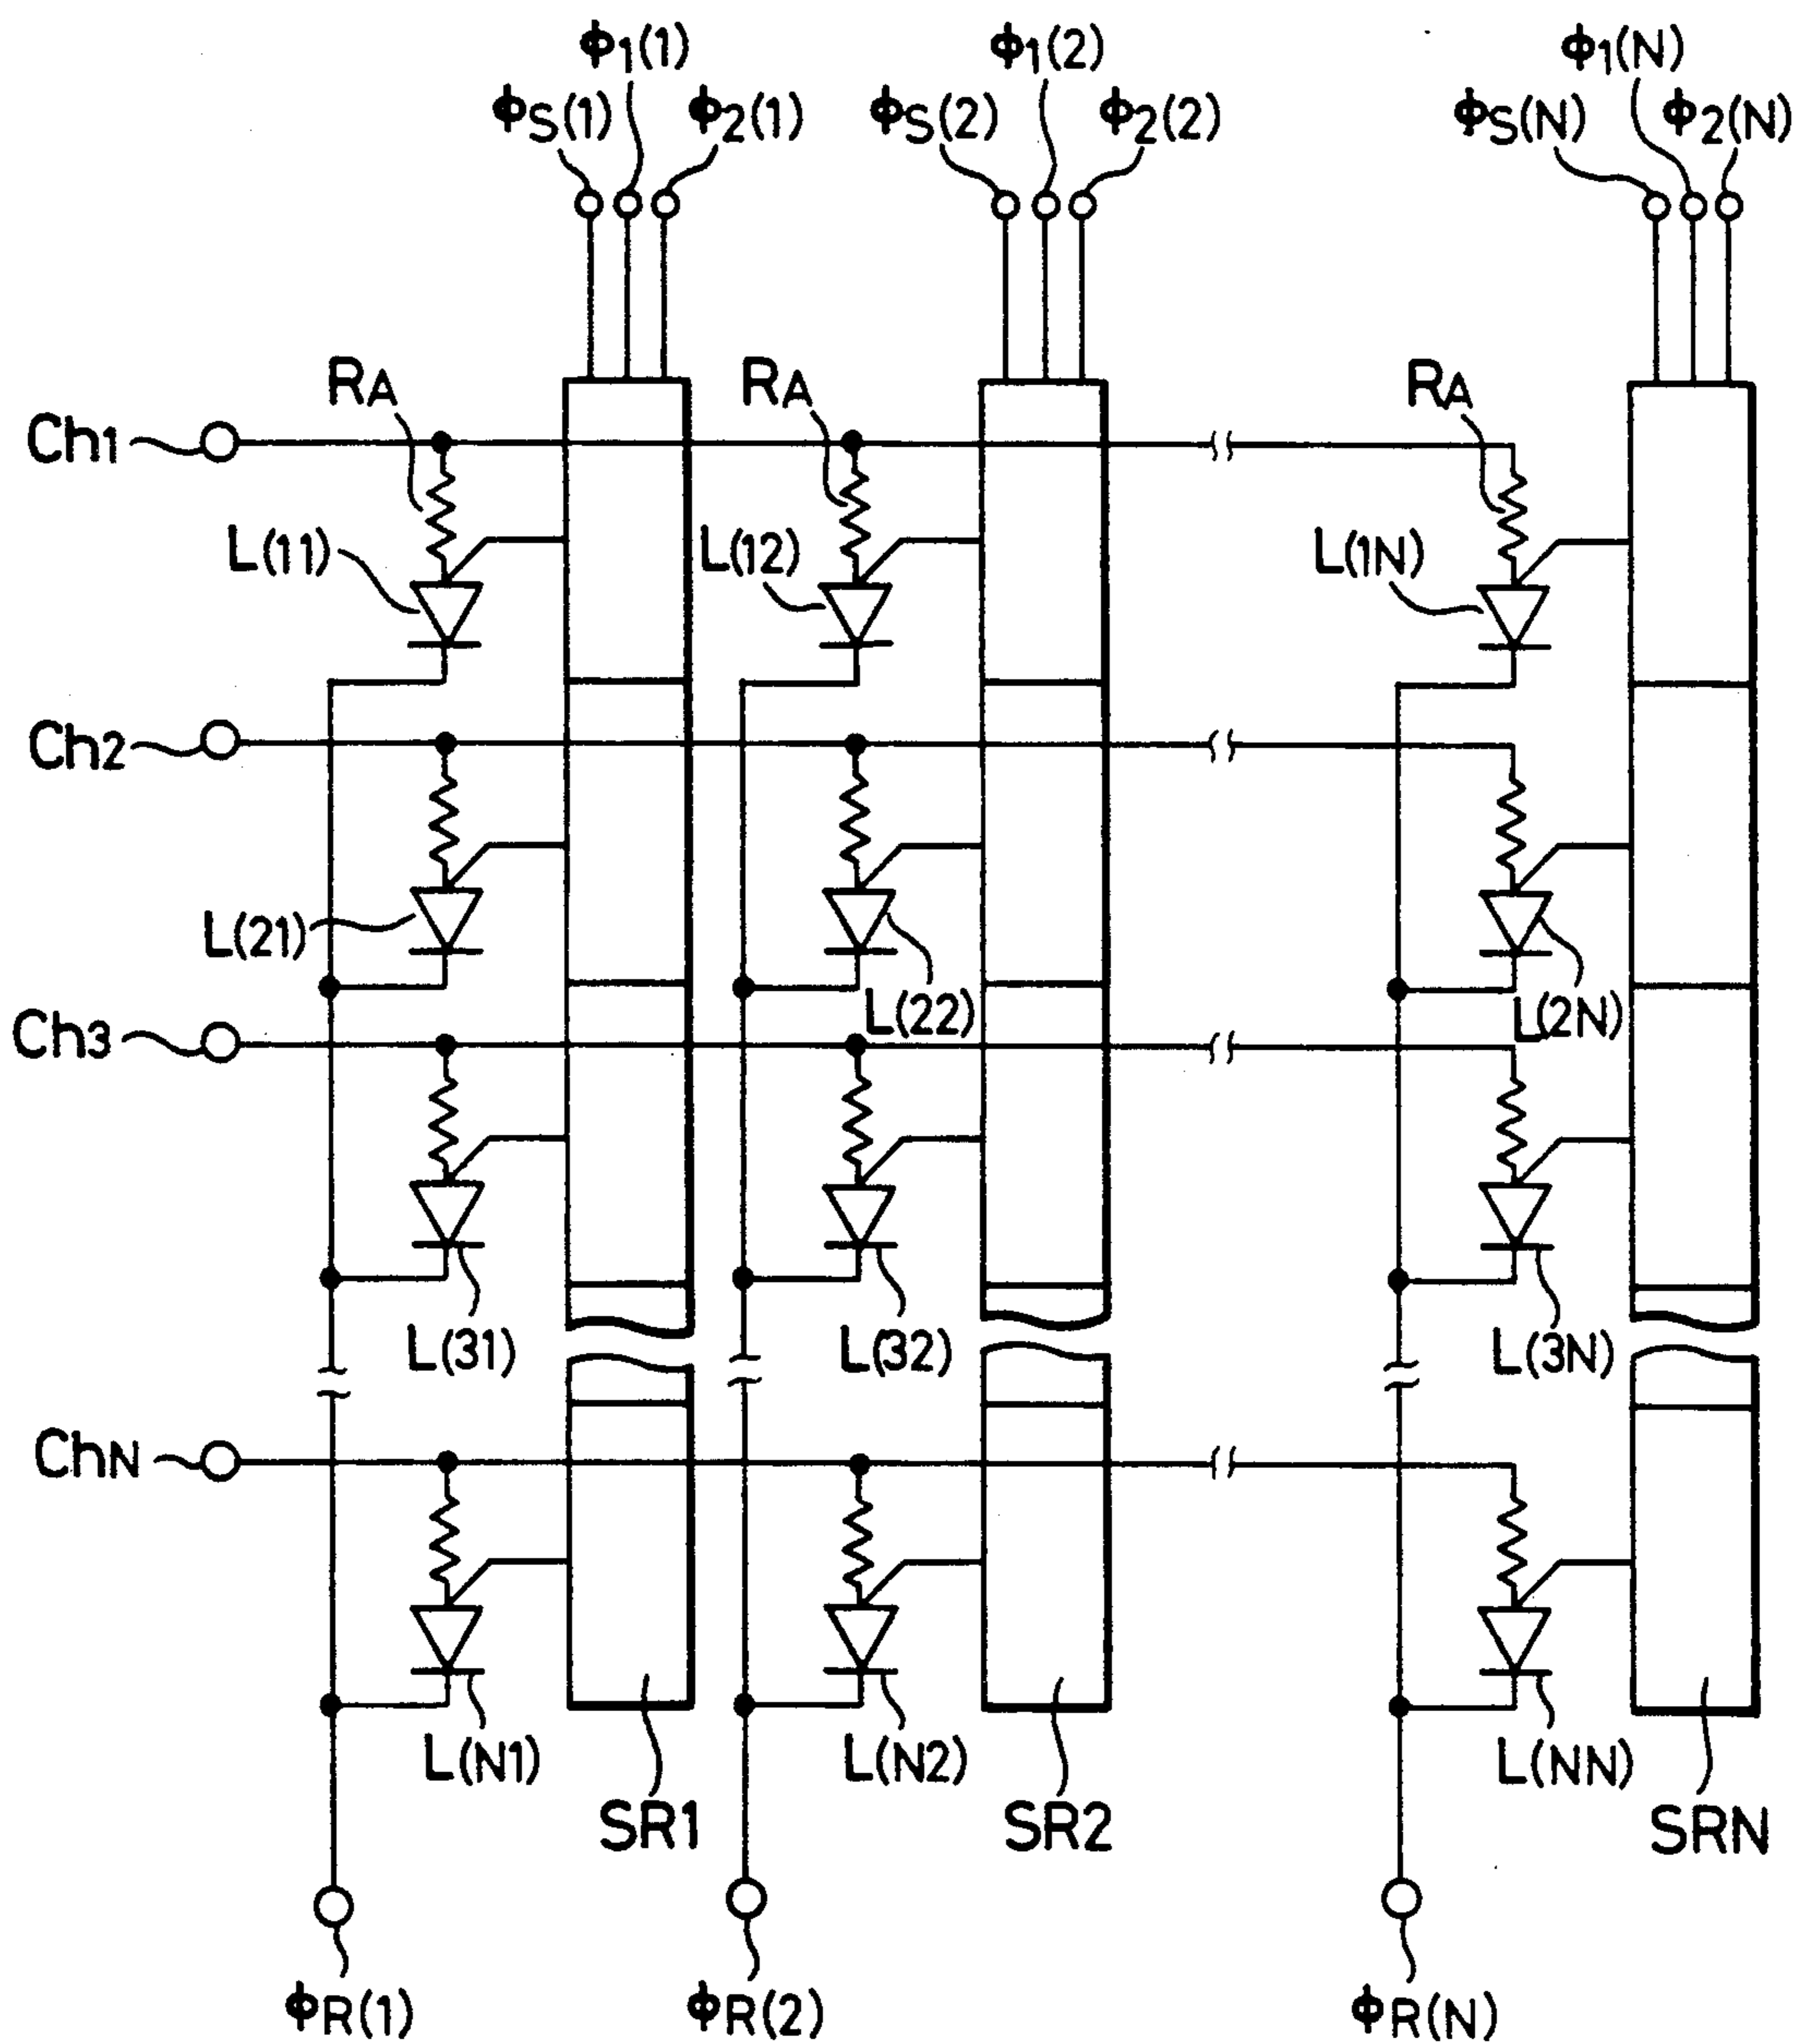 ϕ1(1) ϕ1(2) ϕ1(N)
ϕS(1) ϕ2(1) ϕS(2) ϕ2(2) ϕS(N) ϕ2(N)
RA RA RA
Ch1
L(11) L(12) L(1N)
Ch2
L(21) L(22) L(2N)
Ch3
L(31) L(32) L(3N)
ChN
L(N1) L(N2) L(NN)
SR1 SR2 SRN
ϕR(1) ϕR(2) ϕR(N)